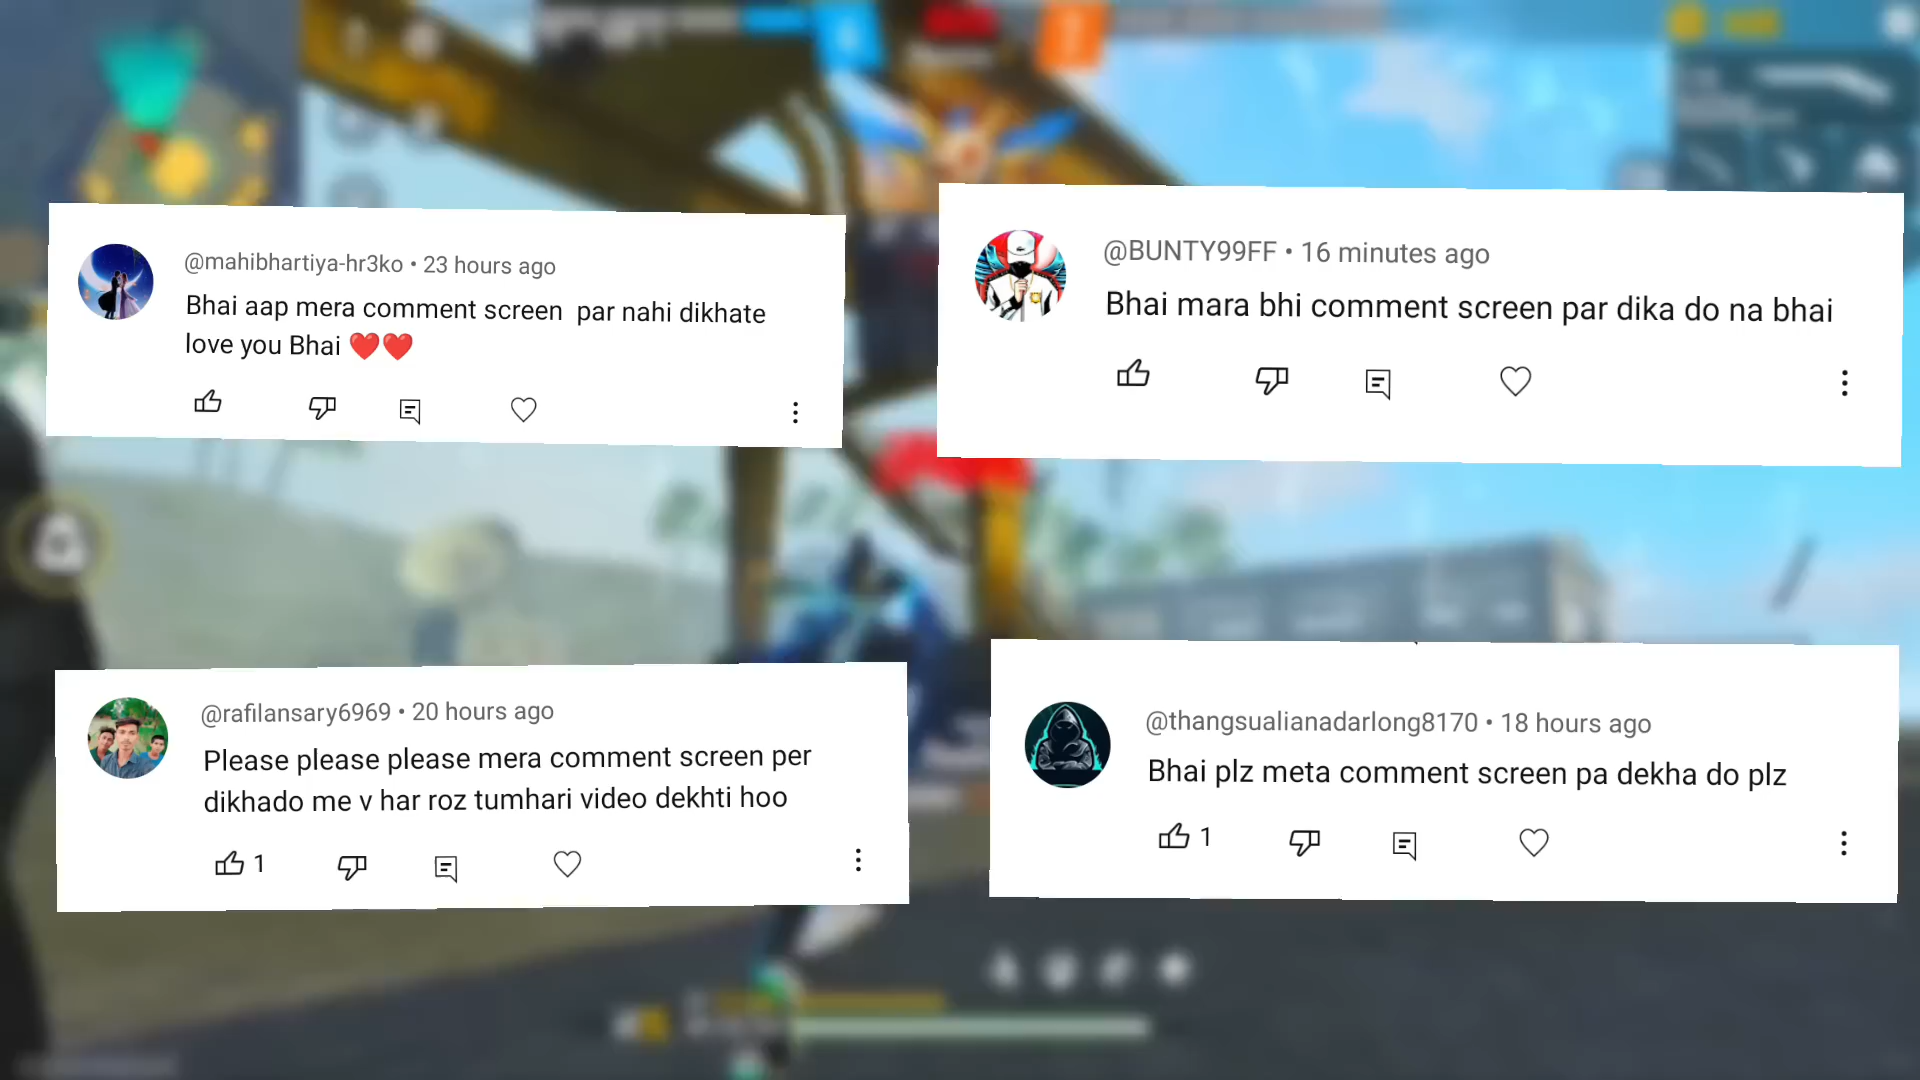 @mahibhartiya-hr3ko • 23 hours ago
Bhai aap mera comment screen par nahi dikhate
love you Bhai ❤️❤️
@BUNTY99FF • 16 minutes ago
Bhai mara bhi comment screen par dika do na bhai
@rafilansary6969 • 20 hours ago
Please please please mera comment screen per
dikhado me v har roz tumhari video dekhti hoo
1
@thangsualianadarlong8170 • 18 hours ago
Bhai plz meta comment screen pa dekha do plz
1